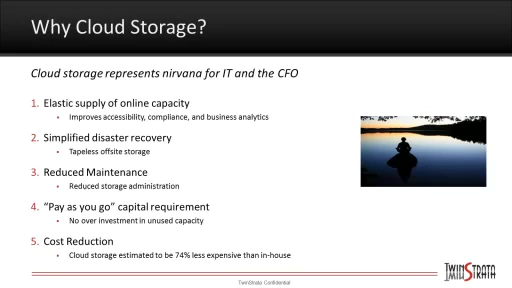 Why Cloud Storage?
Cloud storage represents nirvana for IT and the CFO
1. Elastic supply of online capacity
• Improves accessibility, compliance, and business analytics
2. Simplified disaster recovery
• Tapeless offsite storage
3. Reduced Maintenance
• Reduced storage administration
4. “Pay as you go” capital requirement
• No over investment in unused capacity
5. Cost Reduction
• Cloud storage estimated to be 74% less expensive than in-house
TWINSTRATA
TwinStrata Confidential